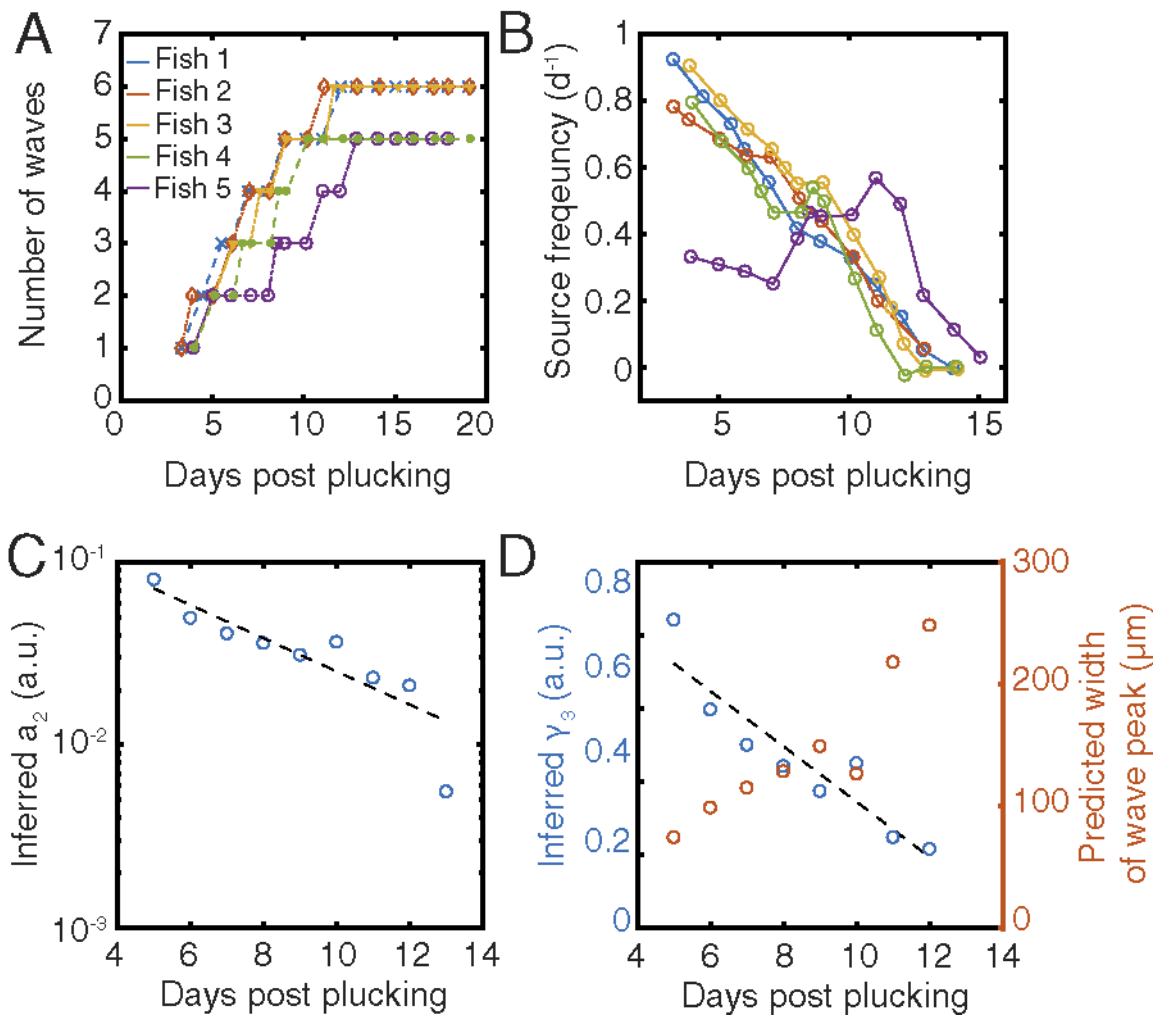 A
Number of waves
7
6
5
4
3
2
1
0
Fish 1
Fish 2
Fish 3
Fish 4
Fish 5
0 5 10 15 20
Days post plucking
B
Source freqeuncy (d⁻¹)
1
0.8
0.6
0.4
0.2
0
5 10 15
Days post plucking
C
Inferred a₂ (a.u.)
10⁻¹
10⁻²
10⁻³
4 6 8 10 12 14
Days post plucking
D
Inferred γ₃ (a.u.)
0.8
0.6
0.4
0.2
0
4 6 8 10 12 14
Days post plucking
300
200
100
0
Predicted width
of wave peak (μm)